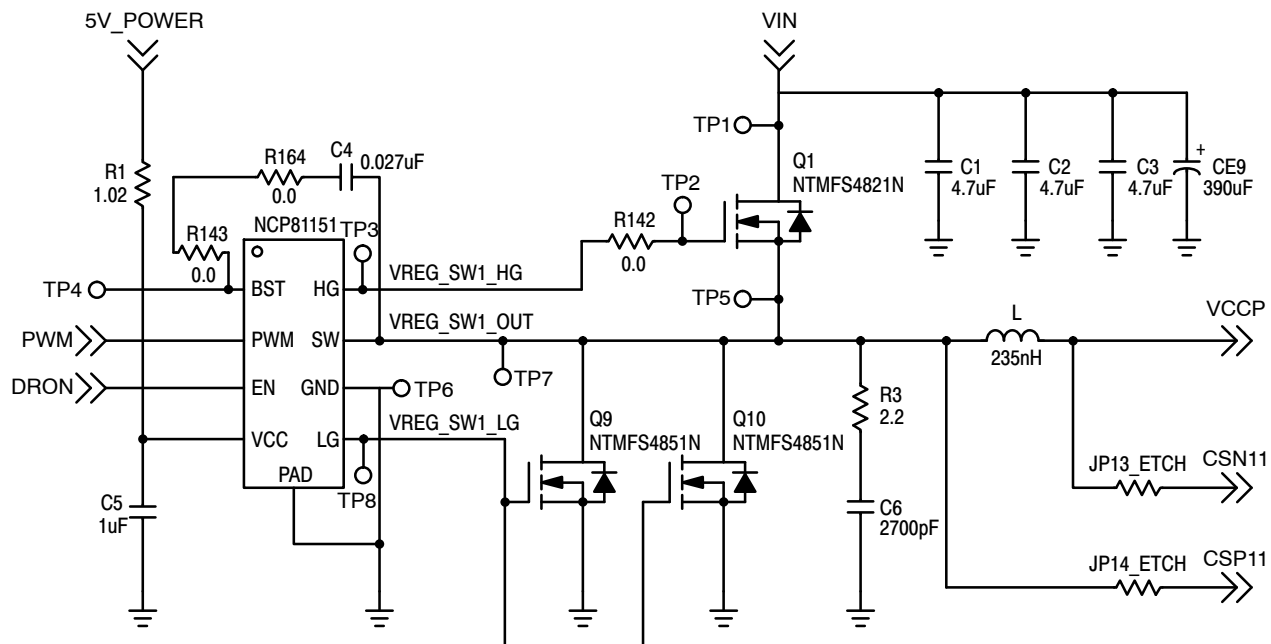 5V_POWER
VIN
R1
1.02
R164
0.0
C4
0.027uF
R143
0.0
NCP81151
TP1
Q1
NTMFS4821N
C1
4.7uF
C2
4.7uF
C3
4.7uF
+
CE9
390uF
TP2
TP3
R142
0.0
VREG_SW1_HG
TP4
BST
HG
TP5
VREG_SW1_OUT
PWM
PWM
SW
L
235nH
VCCP
TP7
DRON
EN
GND
TP6
R3
2.2
VREG_SW1_LG
VCC
LG
Q9
NTMFS4851N
Q10
NTMFS4851N
PAD
TP8
C5
1uF
C6
2700pF
JP13_ETCH
CSN11
JP14_ETCH
CSP11